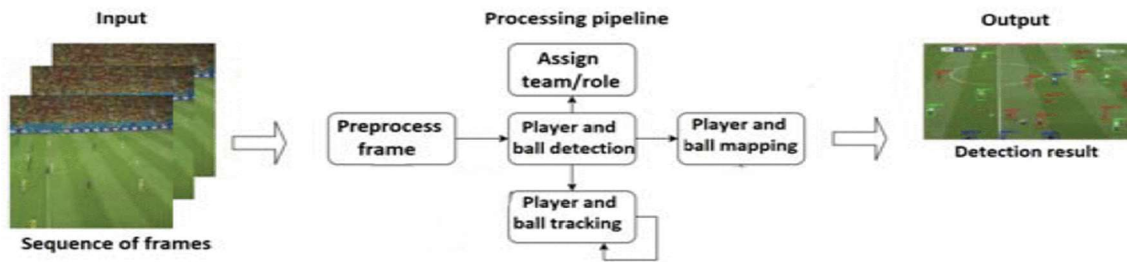 Input
Processing pipeline
Output
Assign
team/role
Preprocess
frame
Player and
ball detection
Player and
ball mapping
Detection result
Player and
ball tracking
Sequence of frames